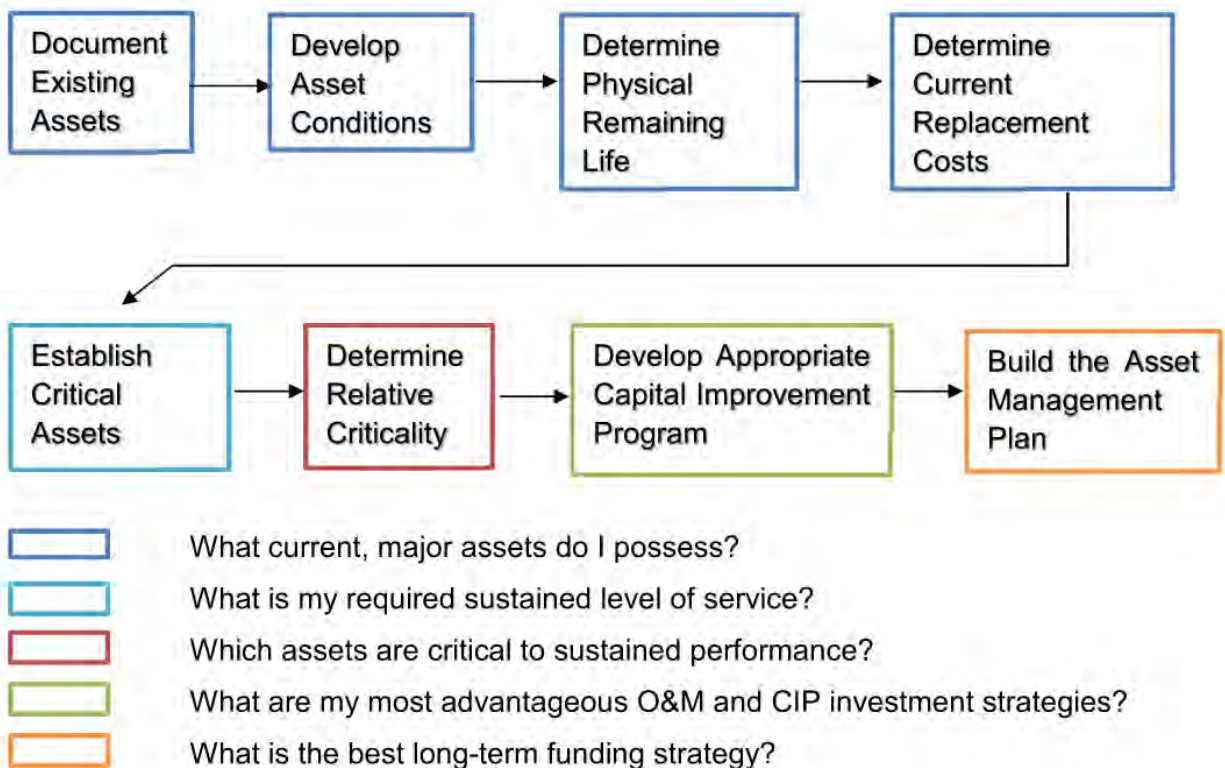 Document
Existing
Assets
Develop
Asset
Conditions
Determine
Physical
Remaining
Life
Determine
Current
Replacement
Costs
Establish
Critical
Assets
Determine
Relative
Criticality
Develop Appropriate
Capital Improvement
Program
Build the Asset
Management
Plan
What current, major assets do I possess?
What is my required sustained level of service?
Which assets are critical to sustained performance?
What are my most advantageous O&M and CIP investment strategies?
What is the best long-term funding strategy?